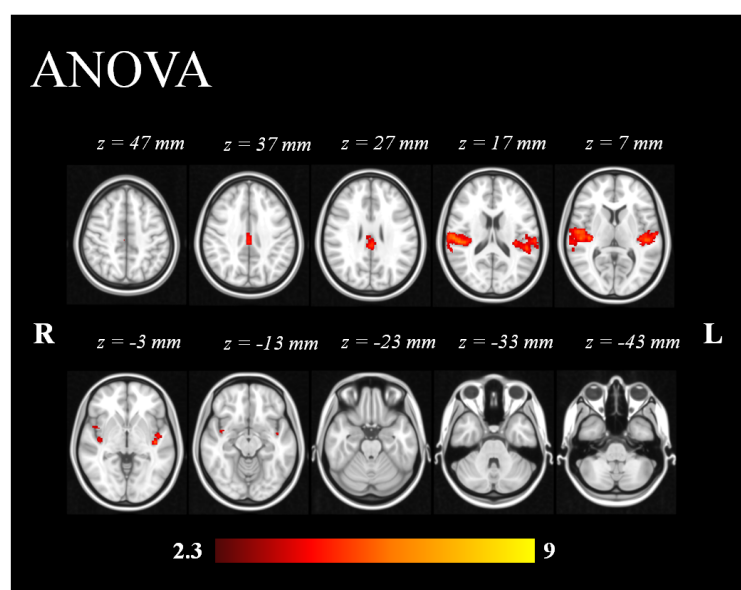 ANOVA
z = 47 mm z = 37 mm z = 27 mm z = 17 mm z = 7 mm
R z = -3 mm z = -13 mm z = -23 mm z = -33 mm z = -43 mm L
2.3 9